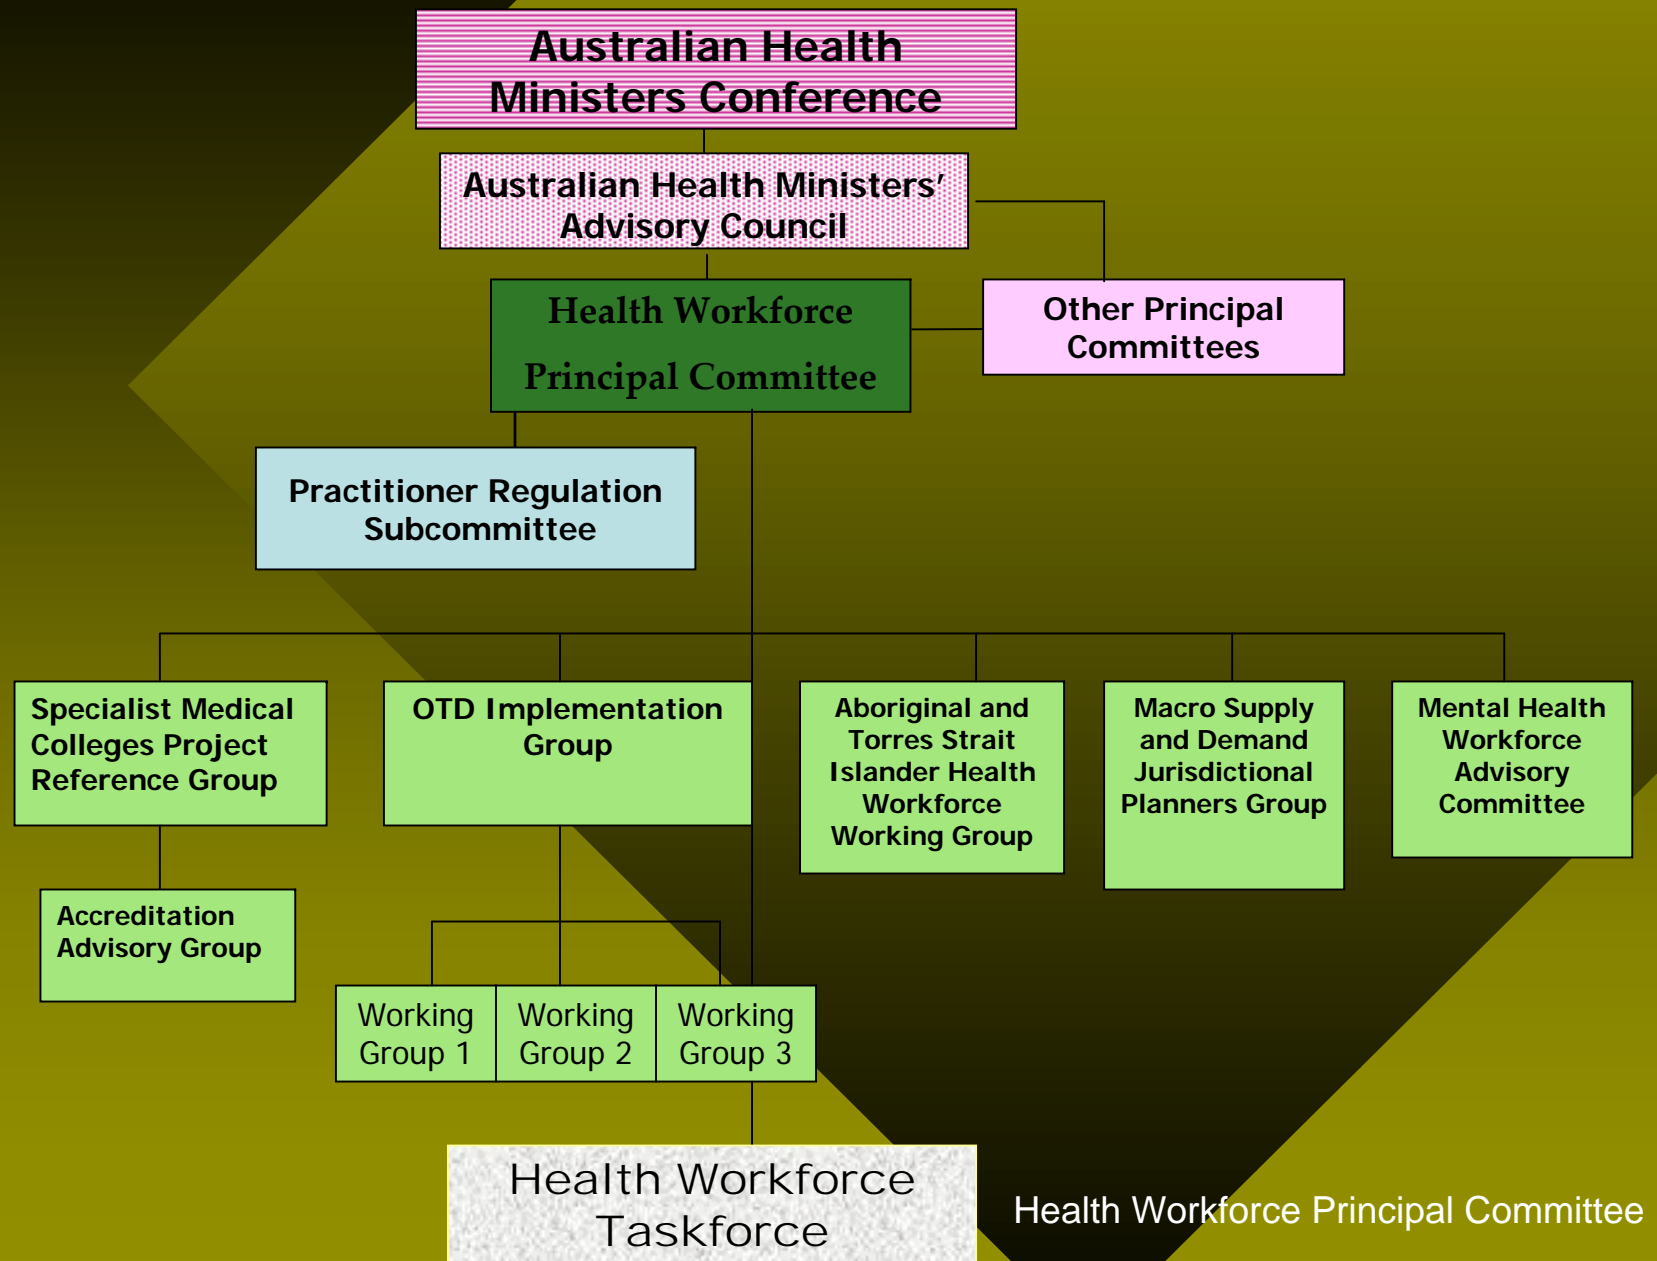 Australian Health
Ministers Conference
Australian Health Ministers’
Advisory Council
Health Workforce
Principal Committee
Other Principal
Committees
Practitioner Regulation
Subcommittee
Specialist Medical
Colleges Project
Reference Group
OTD Implementation
Group
Aboriginal and
Torres Strait
Islander Health
Workforce
Working Group
Macro Supply
and Demand
Jurisdictional
Planners Group
Mental Health
Workforce
Advisory
Committee
Accreditation
Advisory Group
Working
Group 1
Working
Group 2
Working
Group 3
Health Workforce
Taskforce
Health Workforce Principal Committee